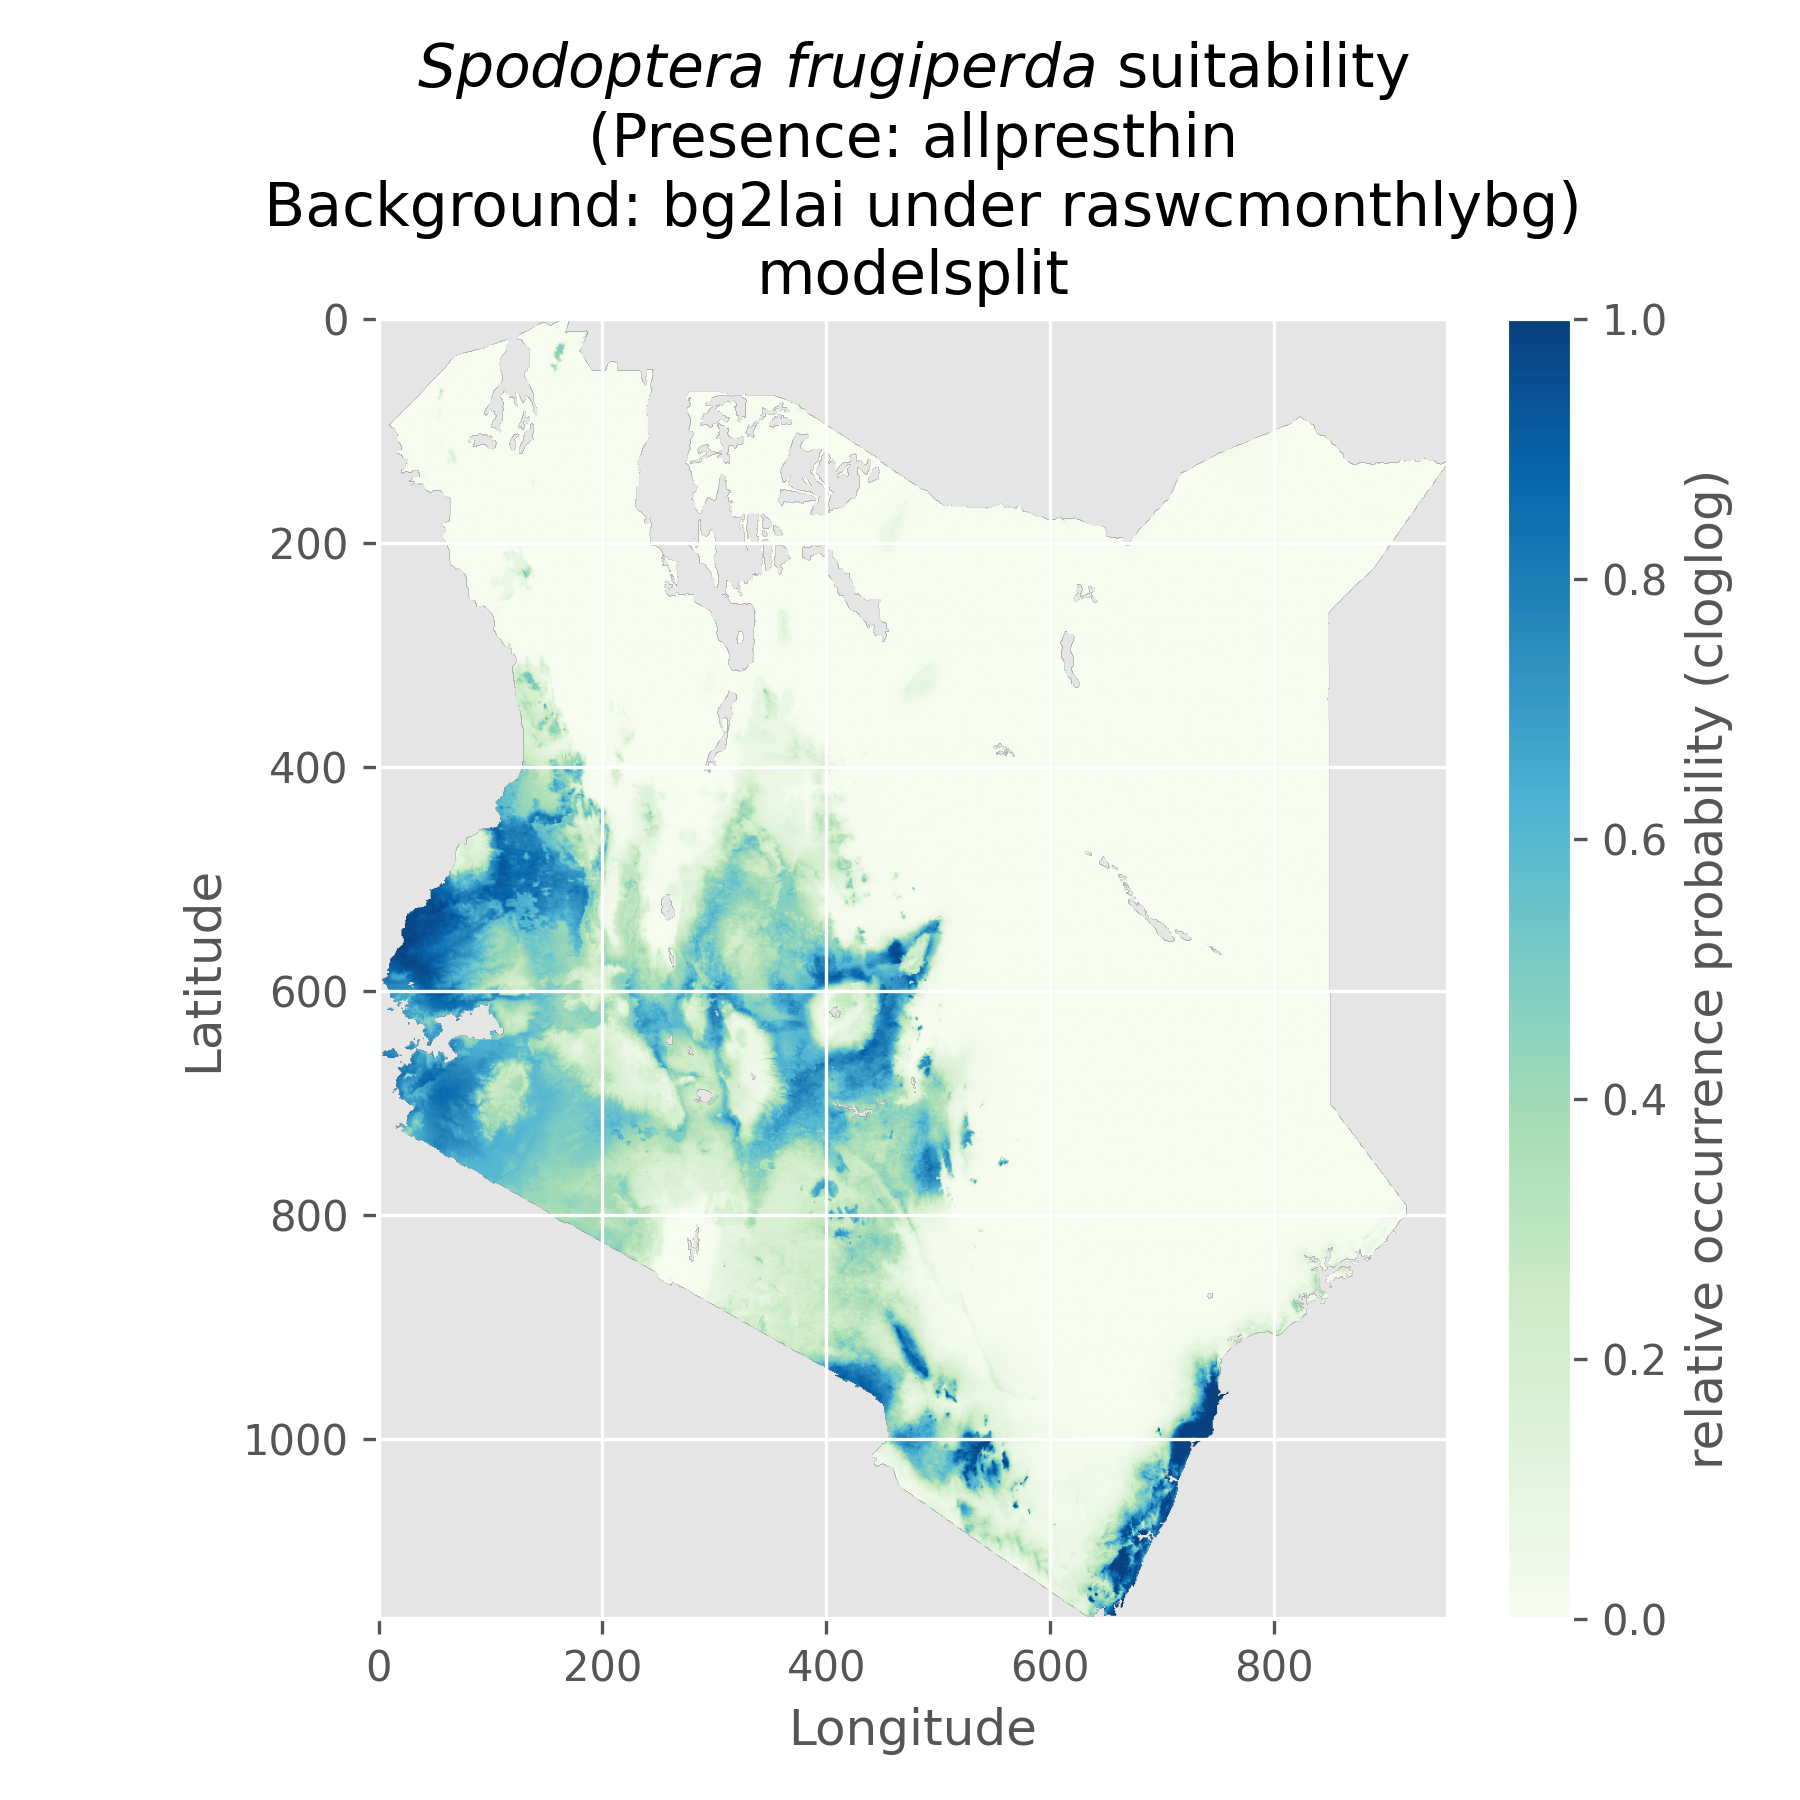 Spodoptera frugiperda suitability
(Presence: allpresthin
Background: bg2lai under raswcmonthlybg)
modelsplit
0
200
400
600
800
1000
Latitude
0
200
400
600
800
Longitude
1.0
0.8
0.6
0.4
0.2
0.0
relative occurrence probability (cloglog)